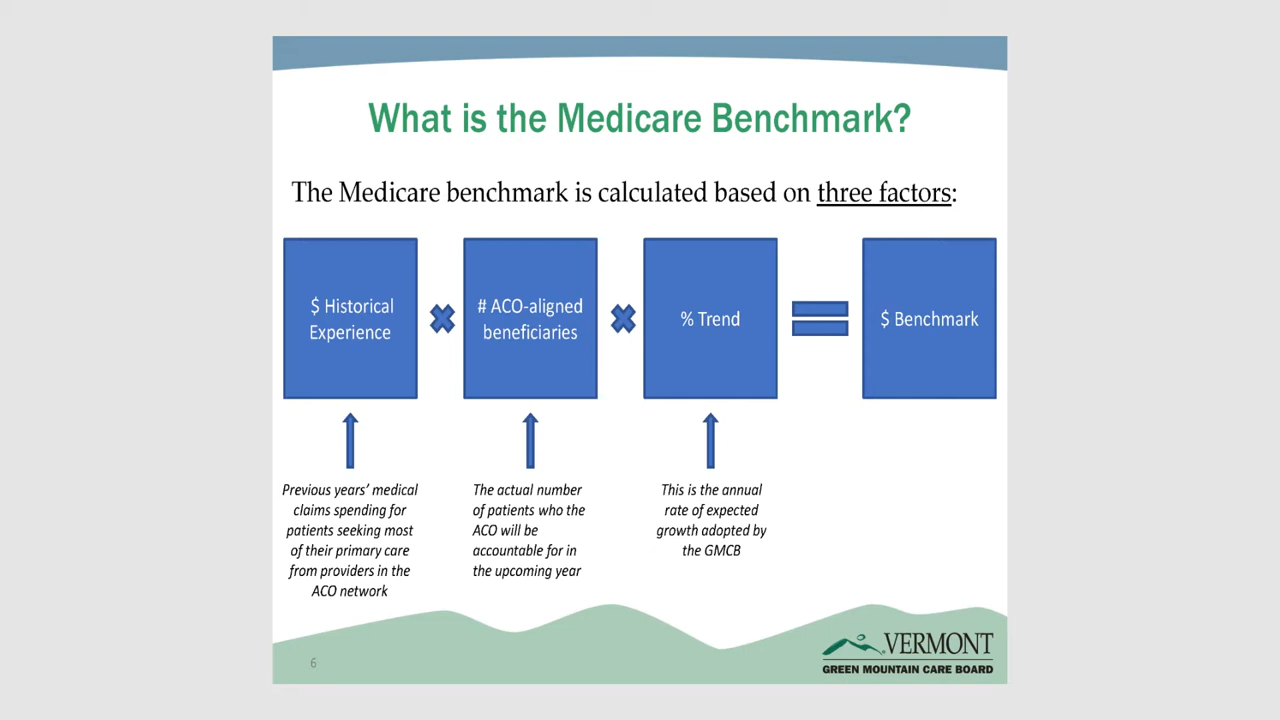 What is the Medicare Benchmark?
The Medicare benchmark is calculated based on three factors:
$ Historical
Experience
# ACO-aligned
beneficiaries
% Trend
$ Benchmark
Previous years’ medical
claims spending for
patients seeking most
of their primary care
from providers in the
ACO network
The actual number
of patients who the
ACO will be
accountable for in
the upcoming year
This is the annual
rate of expected
growth adopted by
the GMCB
6
VERMONT
GREEN MOUNTAIN CARE BOARD